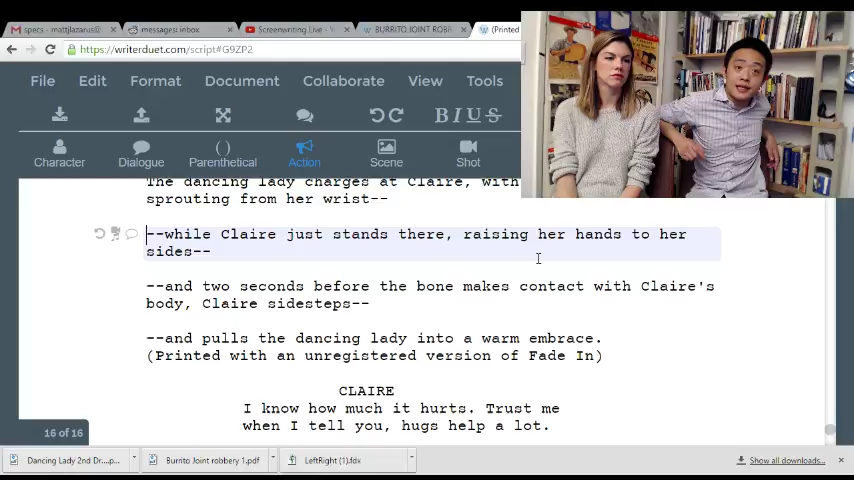 specs - mattjlazarus@
messages: inbox
Screenwriting Live - W
BURRITO JOINT ROBB
(Printed
https://writerduet.com/script#G9ZP2
File Edit Format Document Collaborate View Tools
B I U S
Character Dialogue Parenthetical Action Scene Shot
The dancing lady charges at Claire, with
sprouting from her wrist--
--while Claire just stands there, raising her hands to her
sides--
--and two seconds before the bone makes contact with Claire's
body, Claire sidesteps--
--and pulls the dancing lady into a warm embrace.
(Printed with an unregistered version of Fade In)
CLAIRE
I know how much it hurts. Trust me
when I tell you, hugs help a lot.
16 of 16
Dancing Lady 2nd Dr....p...
Burrito Joint robbery 1.pdf
LeftRight (1).fdx
Show all downloads...